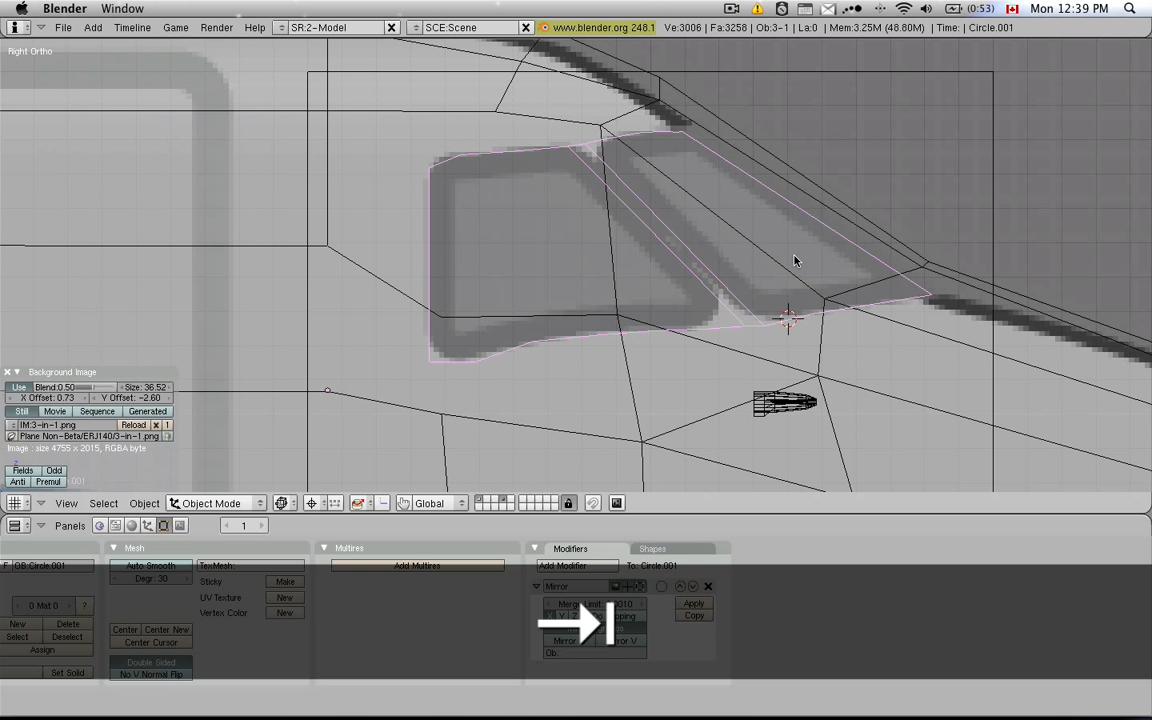 Blender Window (0:53) Mon 12:39 PM
File Add Timeline Game Render Help SR:2-Model SCE:Scene www.blender.org 248.1 Ve:3006 | Fa:3258 | Ob:3-1 | La:0 | Mem:3.25M (48.80M) | Time: | Circle.001
Right Ortho
Background Image
Use Blend:0.50 Size: 36.52
X Offset: 0.73 Y Offset: -2.60
Still Movie Sequence Generated
IM:3-in-1.png Reload 1
Plane Non-Beta/ERJ140/3-in-1.png
Image : size 4755 x 2015, RGBA byte
Fields Odd
Anti Premul .001
View Select Object Object Mode Global
Panels 1
Mesh Multires Modifiers Shapes
F OB:Circle.001 Auto Smooth TexMesh: Add Multires Add Modifier To: Circle.001
Degr: 30 Sticky Make Mirror
0 Mat 0 ? UV Texture New Apply
New Delete Vertex Color New Copy
Select Deselect Center Center New Mirror
Assign Center Cursor Ob:
Double Sided
Set Solid No V.Normal Flip